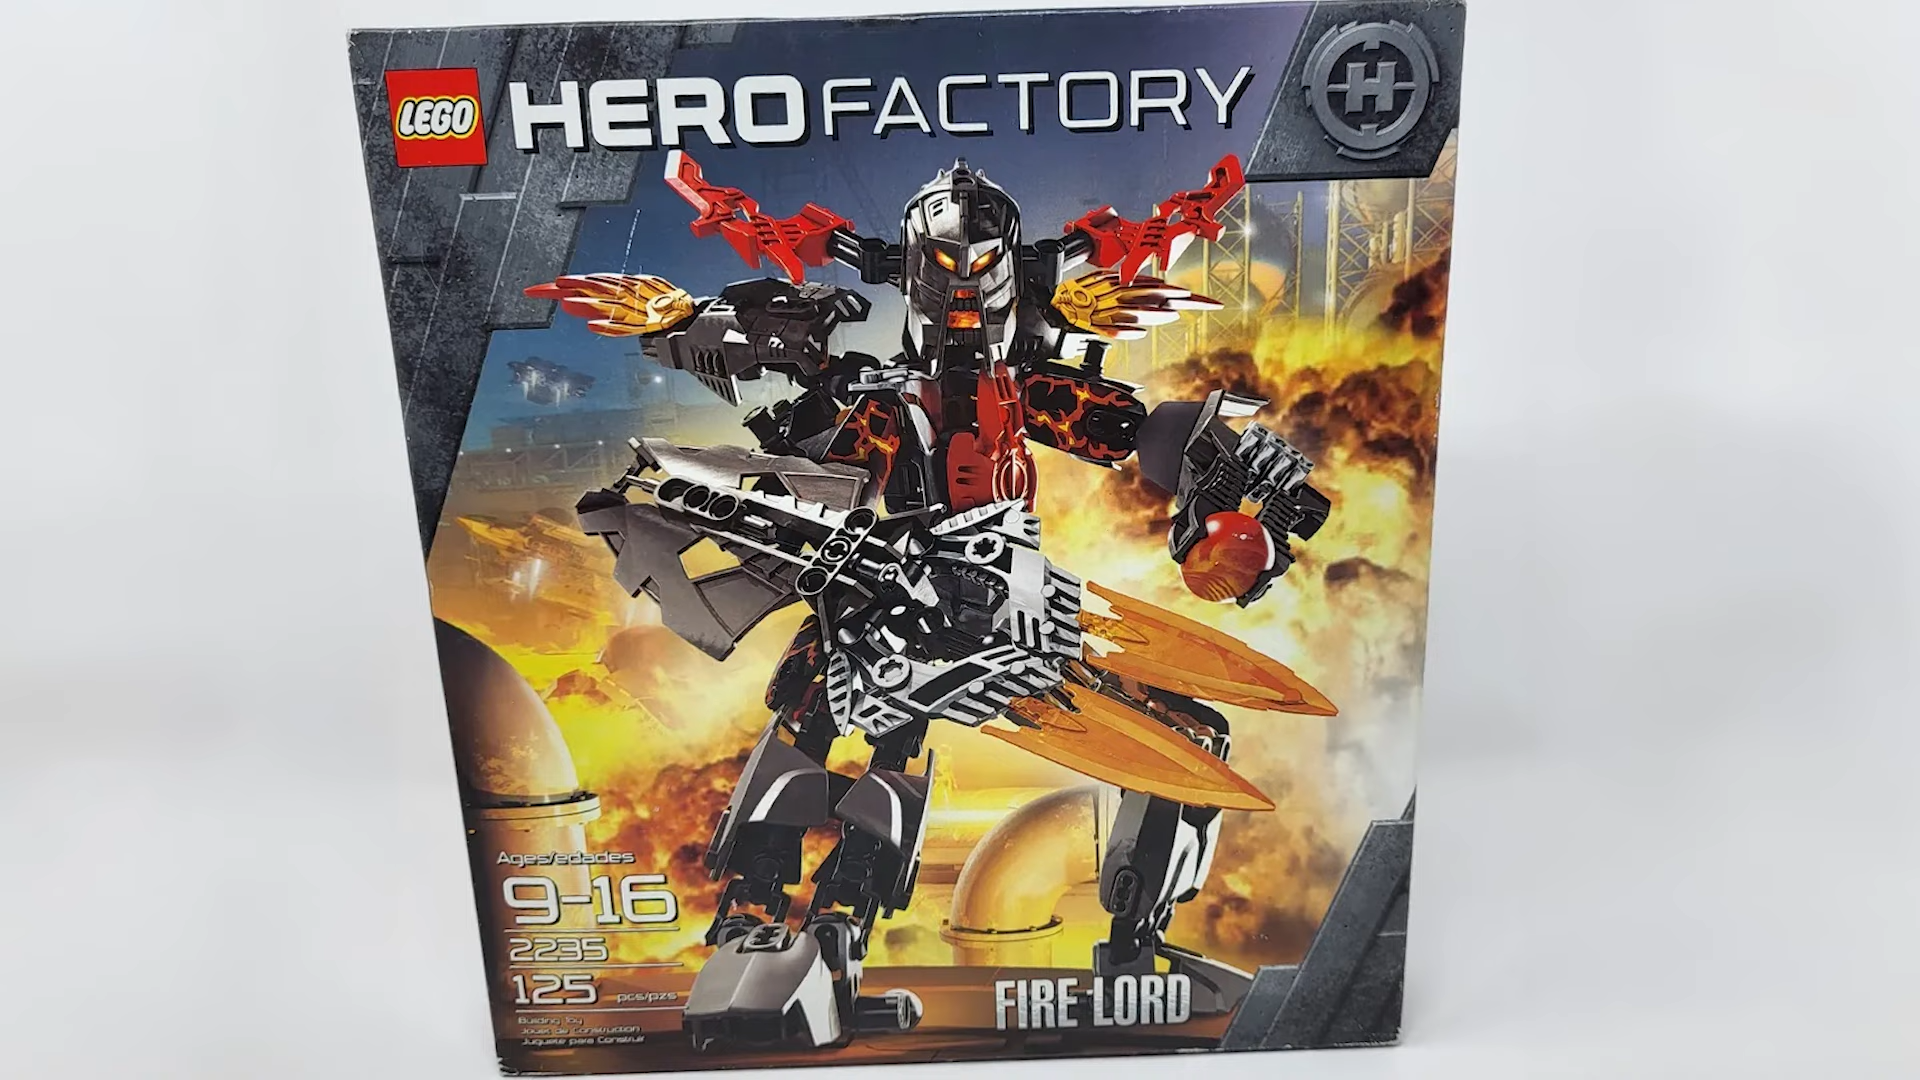 LEGO
HERO FACTORY
H
Ages/edades
9-16
2235
125 pcs/pzs
Building Toy
Jouet de Construction
Juguete para Construir
FIRE LORD